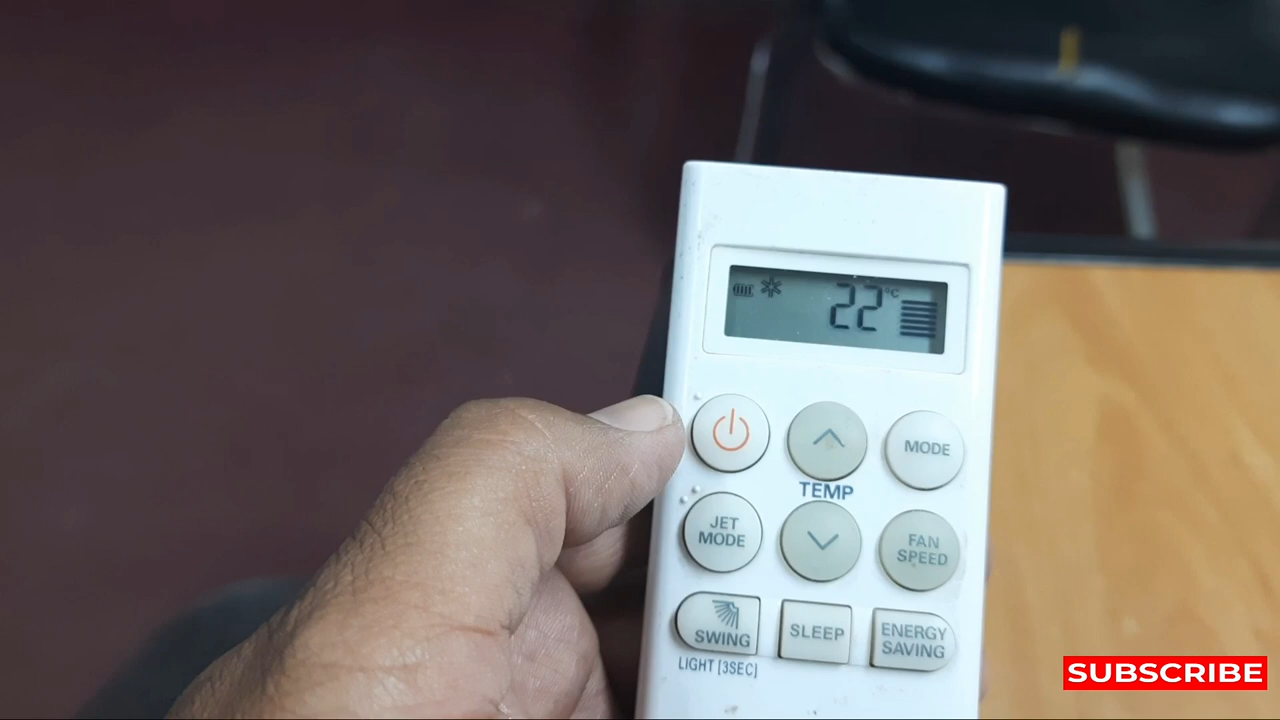 22°C
MODE
TEMP
JET
MODE
FAN
SPEED
SWING
SLEEP
ENERGY
SAVING
LIGHT [3SEC]
SUBSCRIBE